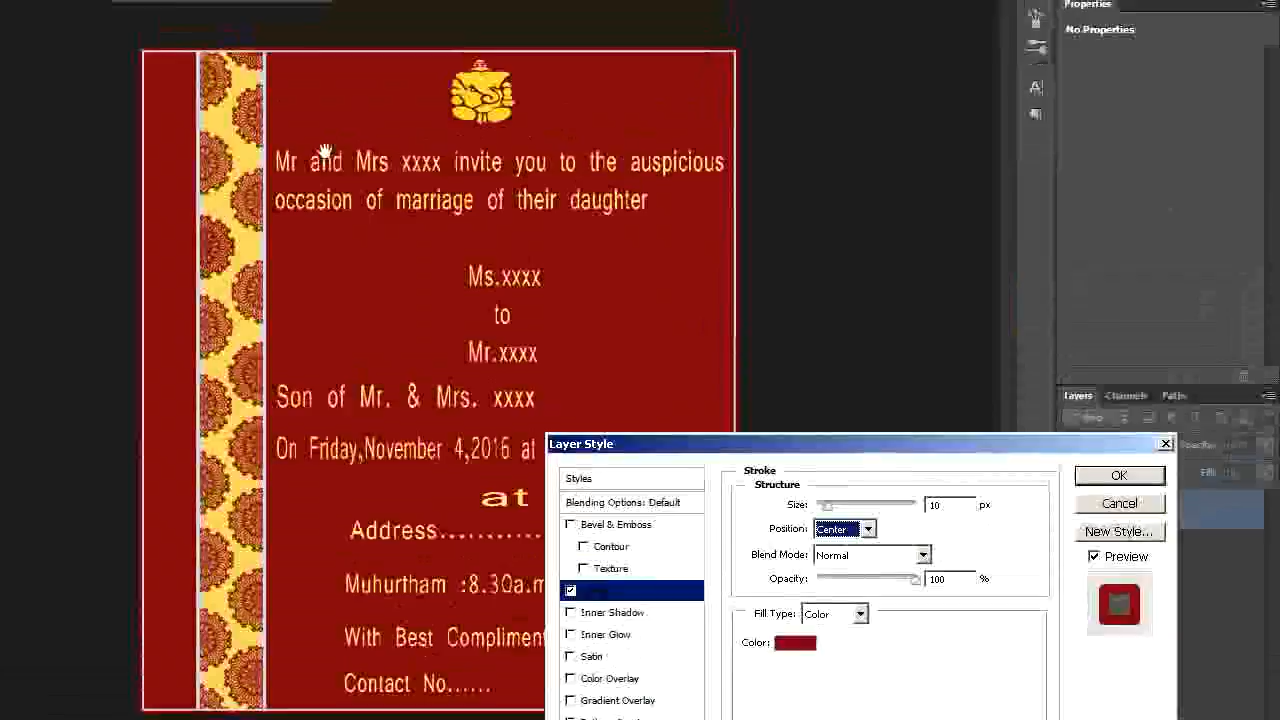 Properties
No Properties
Mr and Mrs xxxx invite you to the auspicious
occasion of marriage of their daughter
Ms.xxxx
to
Mr.xxxx
Son of Mr. & Mrs. xxxx
On Friday,November 4,2016 at
at
Address...........
Muhurtham :8.30a.m
With Best Compliment
Contact No......
Layers Channels Paths
Layer Style
Styles
Blending Options: Default
Bevel & Emboss
Contour
Texture
Inner Shadow
Inner Glow
Satin
Color Overlay
Gradient Overlay
Stroke
Structure
Size: 10 px
Position: Center
Blend Mode: Normal
Opacity: 100 %
Fill Type: Color
Color:
OK
Cancel
New Style...
Preview